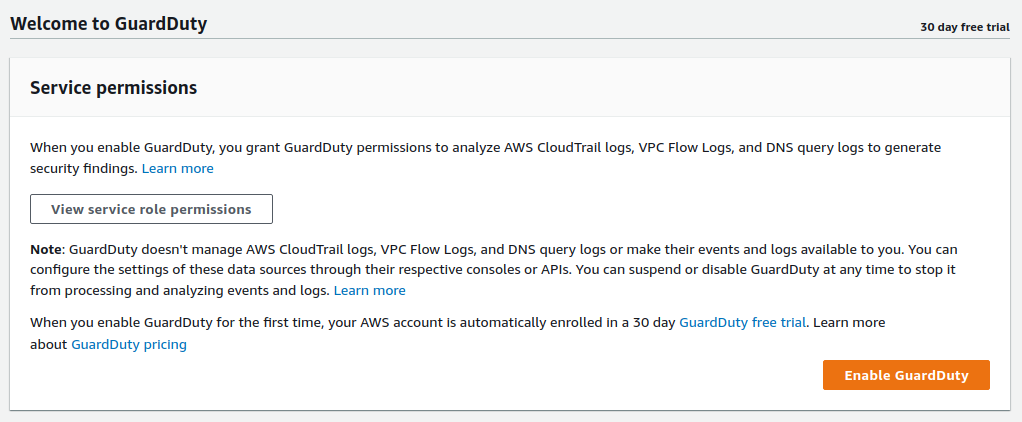 Welcome to GuardDuty
30 day free trial
Service permissions
When you enable GuardDuty, you grant GuardDuty permissions to analyze AWS CloudTrail logs, VPC Flow Logs, and DNS query logs to generate
security findings. Learn more
View service role permissions
Note: GuardDuty doesn't manage AWS CloudTrail logs, VPC Flow Logs, and DNS query logs or make their events and logs available to you. You can
configure the settings of these data sources through their respective consoles or APIs. You can suspend or disable GuardDuty at any time to stop it
from processing and analyzing events and logs. Learn more
When you enable GuardDuty for the first time, your AWS account is automatically enrolled in a 30 day GuardDuty free trial. Learn more
about GuardDuty pricing
Enable GuardDuty